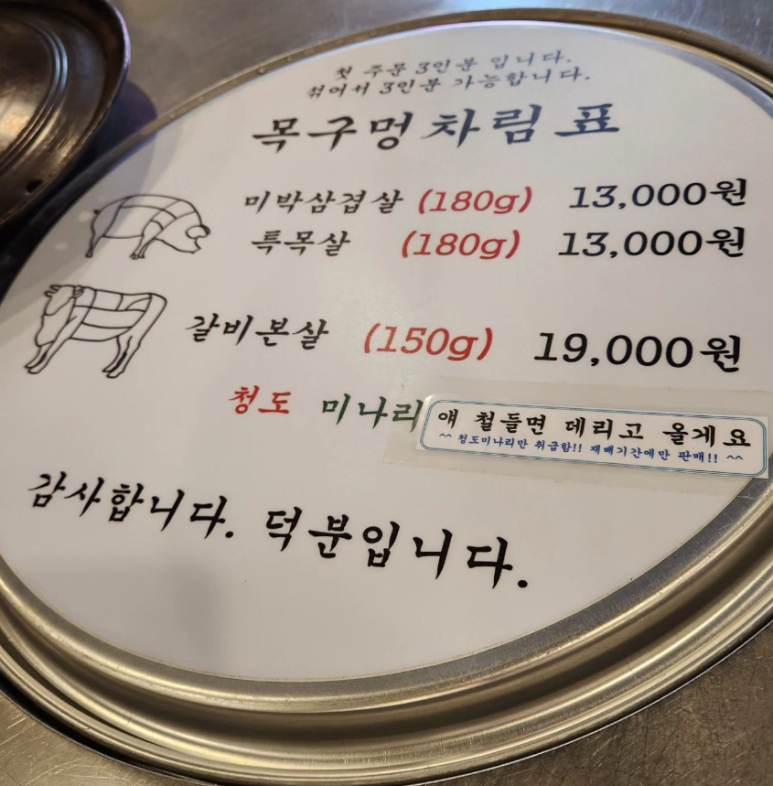 첫 주문 3인분 입니다.
섞어서 3인분 가능합니다.
목구멍차림표
미박삼겹살 (180g) 13,000원
특목살 (180g) 13,000원
갈비본살 (150g) 19,000원
청도 미나리 얘 철들면 데리고 올게요
^^ 청도미나리만 취급함!! 재배기간에만 판매!! ^^
감사합니다. 덕분입니다.